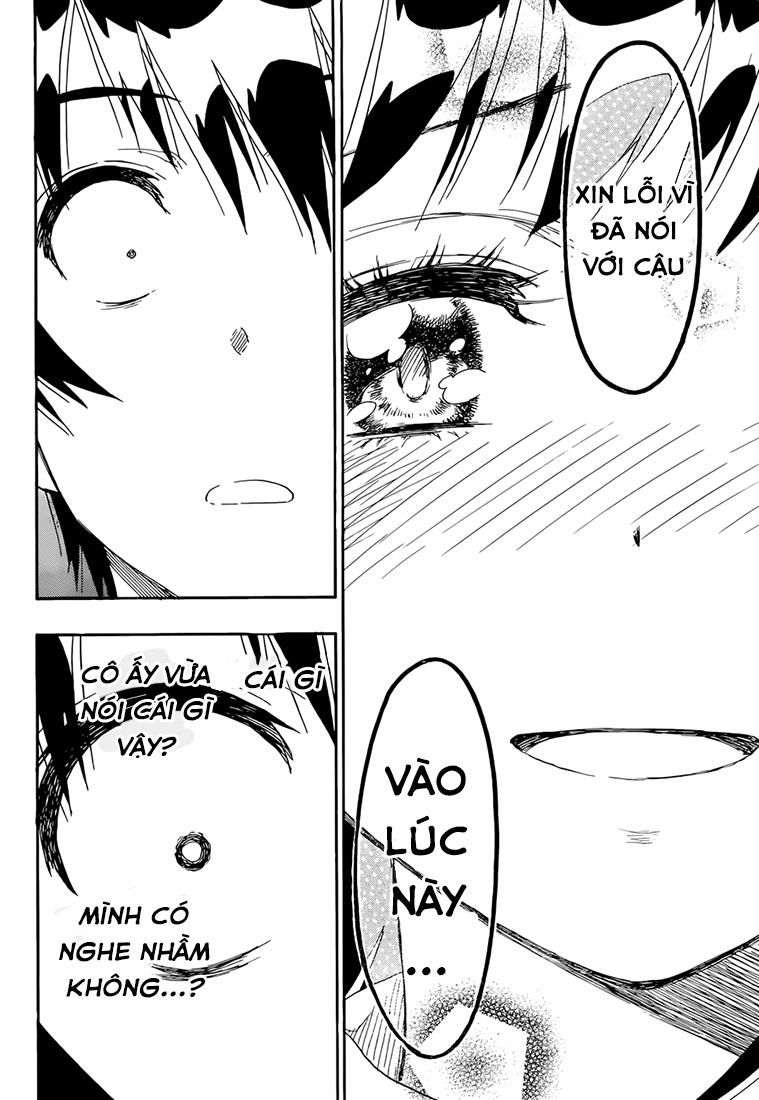 XIN LỖI VÌ
ĐÃ NÓI
VỚI CẬU
VÀO
LÚC
NÀY
...
CÁI GÌ
CÔ ẤY VỪA
NÓI CÁI GÌ
VẬY?
MÌNH CÓ
NGHE NHẦM
KHÔNG...?